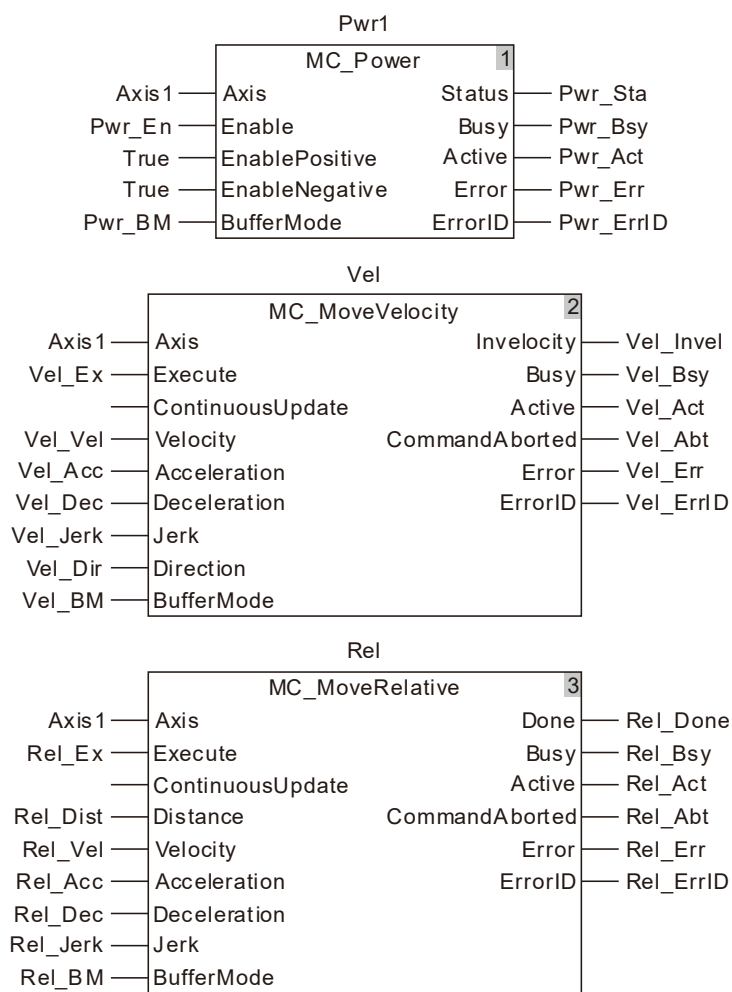 Pwr1
MC_Power 1
Axis1 Axis Status Pwr_Sta
Pwr_En Enable Busy Pwr_Bsy
True EnablePositive Active Pwr_Act
True EnableNegative Error Pwr_Err
Pwr_BM BufferMode ErrorID Pwr_ErrID
Vel
MC_MoveVelocity 2
Axis1 Axis Invelocity Vel_Invel
Vel_Ex Execute Busy Vel_Bsy
ContinuousUpdate Active Vel_Act
Vel_Vel Velocity CommandAborted Vel_Abt
Vel_Acc Acceleration Error Vel_Err
Vel_Dec Deceleration ErrorID Vel_ErrID
Vel_Jerk Jerk
Vel_Dir Direction
Vel_BM BufferMode
Rel
MC_MoveRelative 3
Axis1 Axis Done Rel_Done
Rel_Ex Execute Busy Rel_Bsy
ContinuousUpdate Active Rel_Act
Rel_Dist Distance CommandAborted Rel_Abt
Rel_Vel Velocity Error Rel_Err
Rel_Acc Acceleration ErrorID Rel_ErrID
Rel_Dec Deceleration
Rel_Jerk Jerk
Rel_BM BufferMode